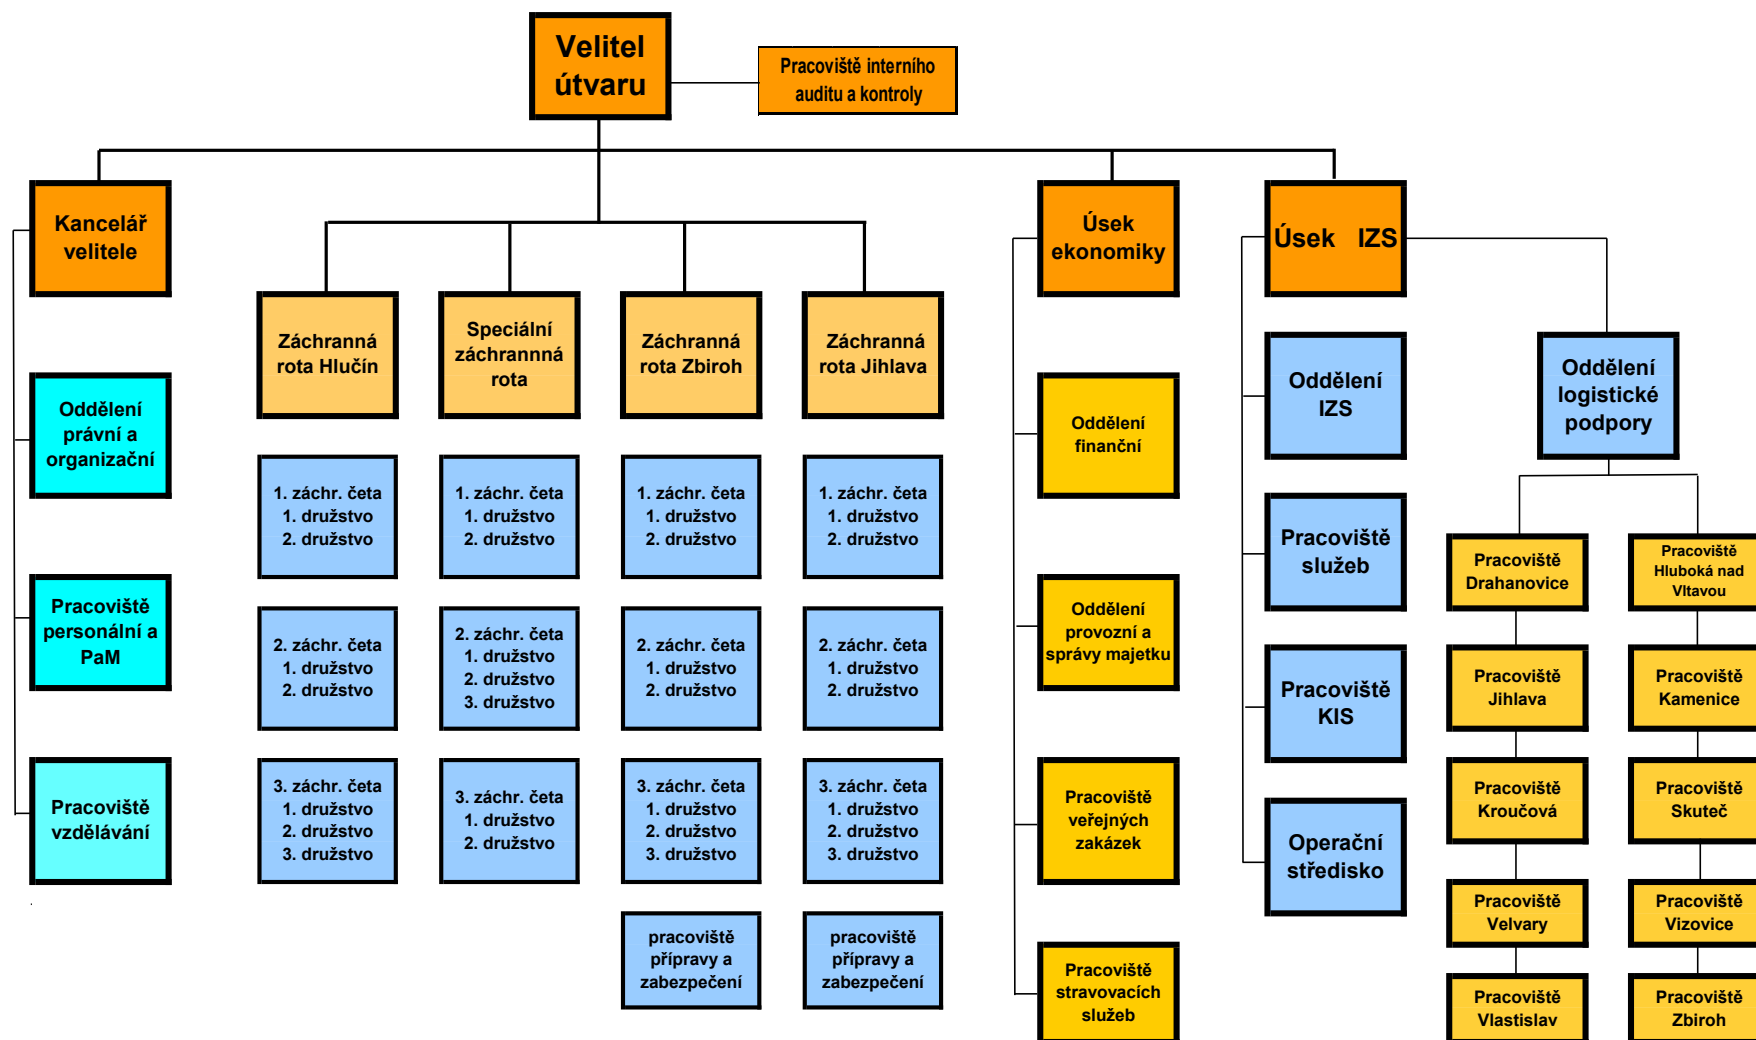 Velitel
útvaru
Pracoviště interního
auditu a kontroly
Kancelář
velitele
Oddělení
právní a
organizační
Pracoviště
personální a
PaM
Pracoviště
vzdělávání
Záchranná
rota Hlučín
1. záchr. četa
1. družstvo
2. družstvo
2. záchr. četa
1. družstvo
2. družstvo
3. záchr. četa
1. družstvo
2. družstvo
3. družstvo
Speciální
záchrannná
rota
1. záchr. četa
1. družstvo
2. družstvo
2. záchr. četa
1. družstvo
2. družstvo
3. družstvo
3. záchr. četa
1. družstvo
2. družstvo
Záchranná
rota Zbiroh
1. záchr. četa
1. družstvo
2. družstvo
2. záchr. četa
1. družstvo
2. družstvo
3. záchr. četa
1. družstvo
2. družstvo
3. družstvo
pracoviště
přípravy a
zabezpečení
Záchranná
rota Jihlava
1. záchr. četa
1. družstvo
2. družstvo
2. záchr. četa
1. družstvo
2. družstvo
3. záchr. četa
1. družstvo
2. družstvo
3. družstvo
pracoviště
přípravy a
zabezpečení
Úsek
ekonomiky
Oddělení
finanční
Oddělení
provozní a
správy majetku
Pracoviště
veřejných
zakázek
Pracoviště
stravovacích
služeb
Úsek IZS
Oddělení
IZS
Pracoviště
služeb
Pracoviště
KIS
Operační
středisko
Oddělení
logistické
podpory
Pracoviště
Drahanovice
Pracoviště
Jihlava
Pracoviště
Kroučová
Pracoviště
Velvary
Pracoviště
Vlastislav
Pracoviště
Hluboká nad
Vltavou
Pracoviště
Kamenice
Pracoviště
Skuteč
Pracoviště
Vizovice
Pracoviště
Zbiroh